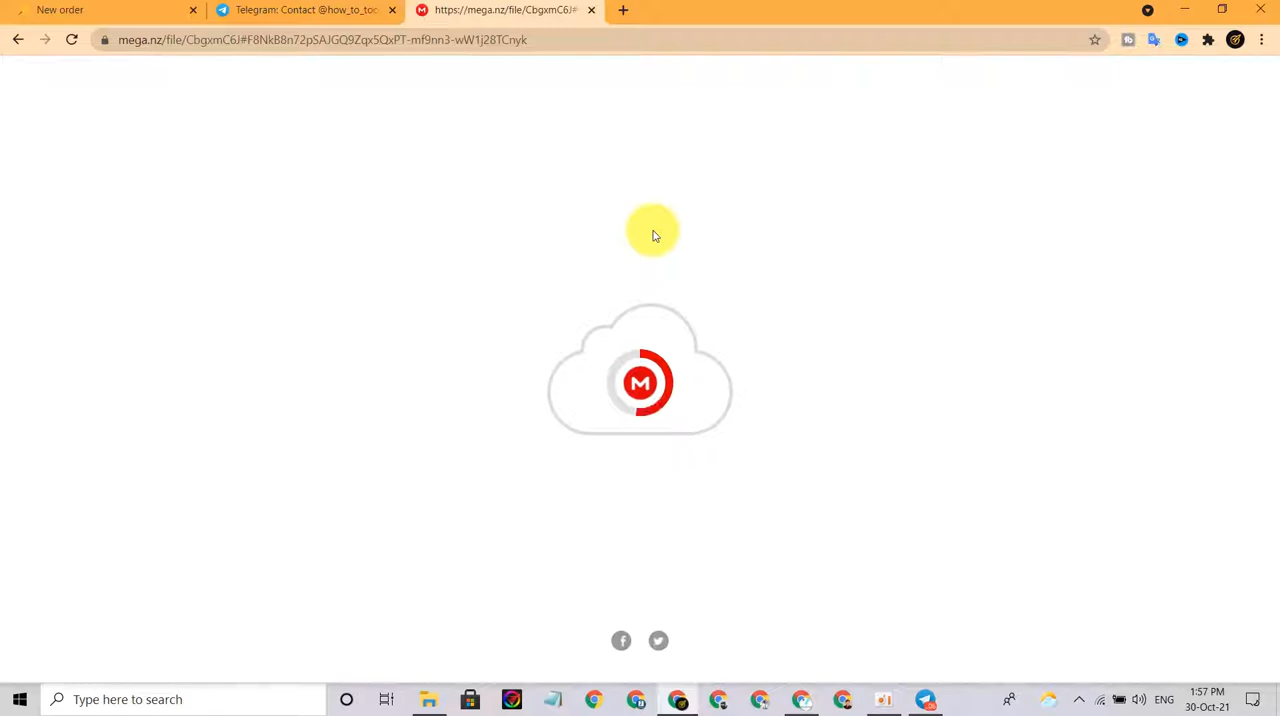 New order
Telegram: Contact @how_to_too
https://mega.nz/file/CbgxmC6J#
mega.nz/file/CbgxmC6J#F8NkB8n72pSAJGQ9Zqx5QxPT-mf9nn3-wW1j28TCnyk
M
Type here to search
ENG
1:57 PM
30-Oct-21